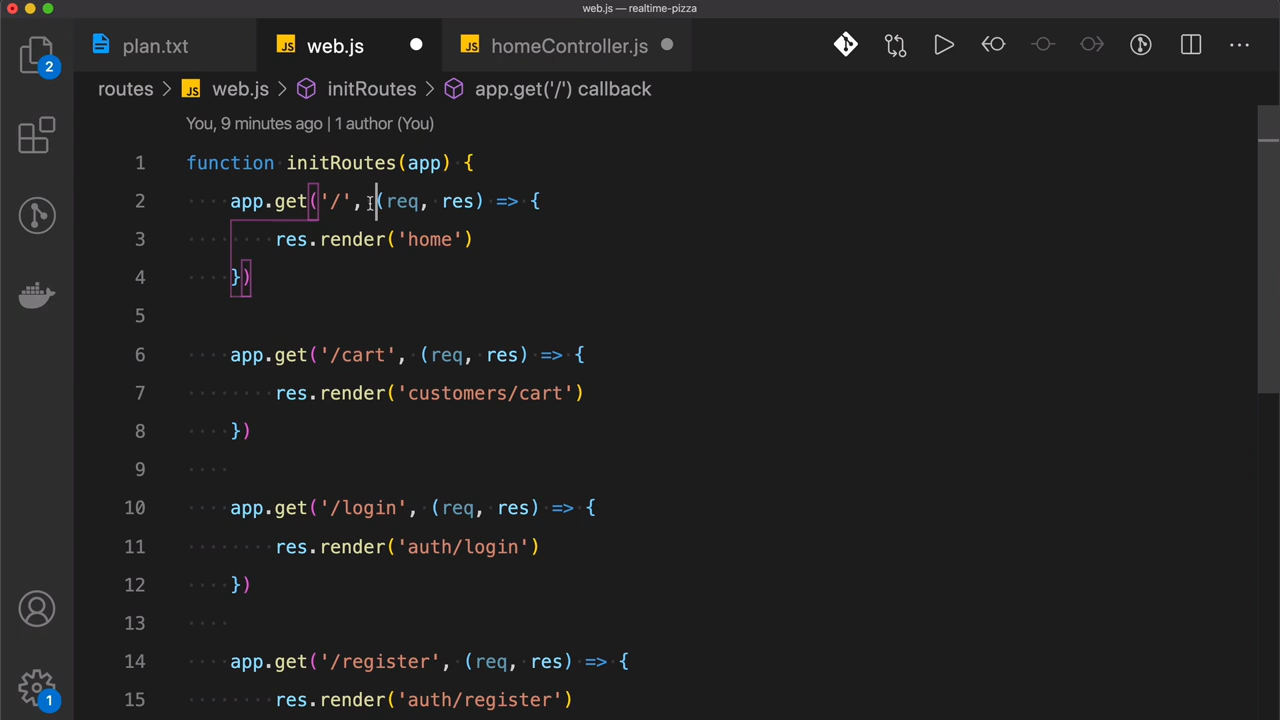 web.js — realtime-pizza
plan.txt
JS web.js
JS homeController.js
2
routes > JS web.js > initRoutes > app.get('/') callback
You, 9 minutes ago | 1 author (You)
1 function initRoutes(app) {
2 app.get('/', (req, res) => {
3 res.render('home')
4 })
5
6 app.get('/cart', (req, res) => {
7 res.render('customers/cart')
8 })
9
10 app.get('/login', (req, res) => {
11 res.render('auth/login')
12 })
13
14 app.get('/register', (req, res) => {
15 res.render('auth/register')
1